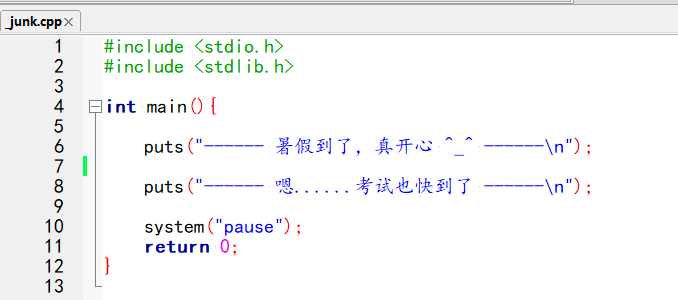 _junk.cpp×
1 #include <stdio.h>
2 #include <stdlib.h>
3
4 int main(){
5
6 puts("------ 暑假到了，真开心 ^_^ ------\n");
7
8 puts("------ 嗯......考试也快到了 ------\n");
9
10 system("pause");
11 return 0;
12 }
13